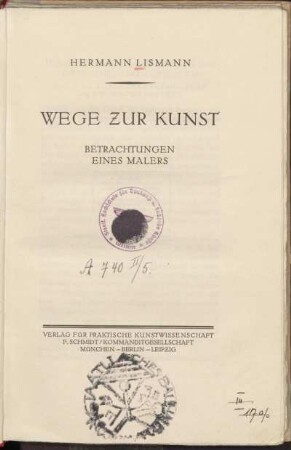 HERMANN LISMANN
WEGE ZUR KUNST
BETRACHTUNGEN
EINES MALERS
A 740 II/5.
VERLAG FÜR PRAKTISCHE KUNSTWISSENSCHAFT
F. SCHMIDT / KOMMANDITGESELLSCHAFT
MÜNCHEN – BERLIN – LEIPZIG